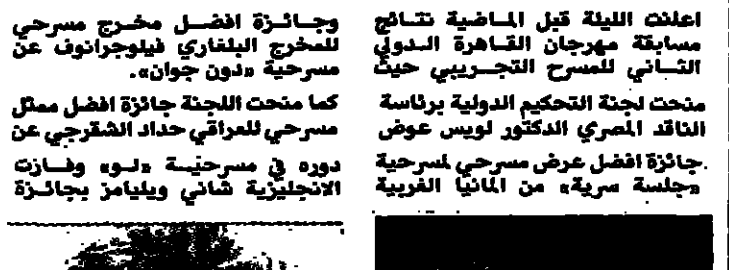 اعلنت الليلة قبل الماضية نتائج
مسابقة مهرجان القاهرة الدولي
الثاني للمسرح التجريبي حيث
منحت لجنة التحكيم الدولية برئاسة
الناقد المصري الدكتور لويس عوض
جائزة افضل عرض مسرحي لمسرحية
«جلسة سرية» من المانيا الغربية
وجائزة افضل مخرج مسرحي
للمخرج البلغاري فيلوجرانوف عن
مسرحية «دون جوان».
كما منحت اللجنة جائزة افضل ممثل
مسرحي للعراقي حداد الشقرجي عن
دوره في مسرحية «لو» وفازت
الانجليزية شاني ويليامز بجائزة